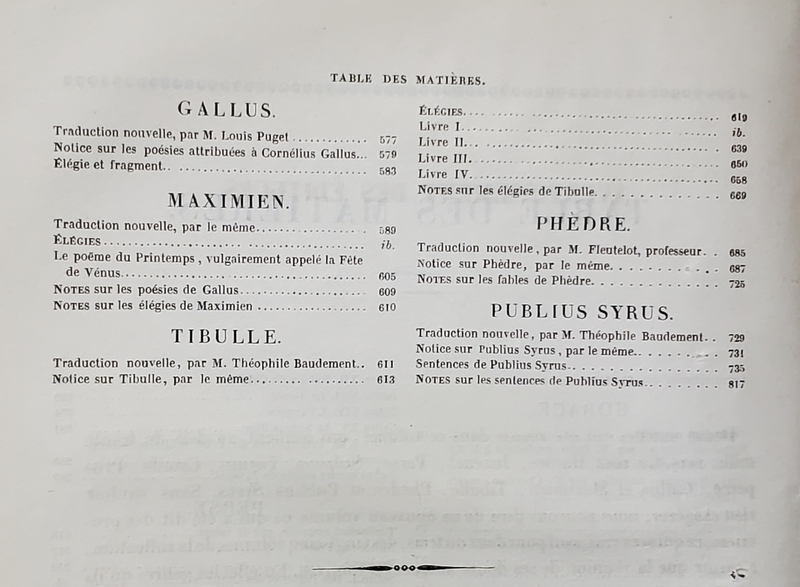 TABLE DES MATIÈRES.
GALLUS.
Traduction nouvelle, par M. Louis Puget............ 577
Notice sur les poésies attribuées à Cornélius Gallus... 579
Élégie et fragment.. ........................... 583
MAXIMIEN.
Traduction nouvelle, par le même................. 589
ÉLÉGIES........................................ ib.
Le poëme du Printemps, vulgairement appelé la Fête
de Vénus.................................... 605
NOTES sur les poésies de Gallus.................... 609
NOTES sur les élégies de Maximien ................. 610
TIBULLE.
Traduction nouvelle, par M. Théophile Baudement.. 611
Notice sur Tibulle, par le même................... 613
ÉLÉGIES........................................ 619
Livre I........................................ ib.
Livre II....................................... 639
Livre III...................................... 650
Livre IV....................................... 658
NOTES sur les élégies de Tibulle................... 669
PHÈDRE.
Traduction nouvelle, par M. Fleutelot, professeur. . 685
Notice sur Phèdre, par le même. . . . . . . . . . . 687
NOTES sur les fables de Phèdre. . . . . . . . . . . 725
PUBLIUS SYRUS.
Traduction nouvelle, par M. Théophile Baudement. . 729
Notice sur Publius Syrus, par le même.. . . . . . . 731
Sentences de Publius Syrus. . . . . . . . . . . . . 735
NOTES sur les sentences de Publius Syrus. . . . . . 817